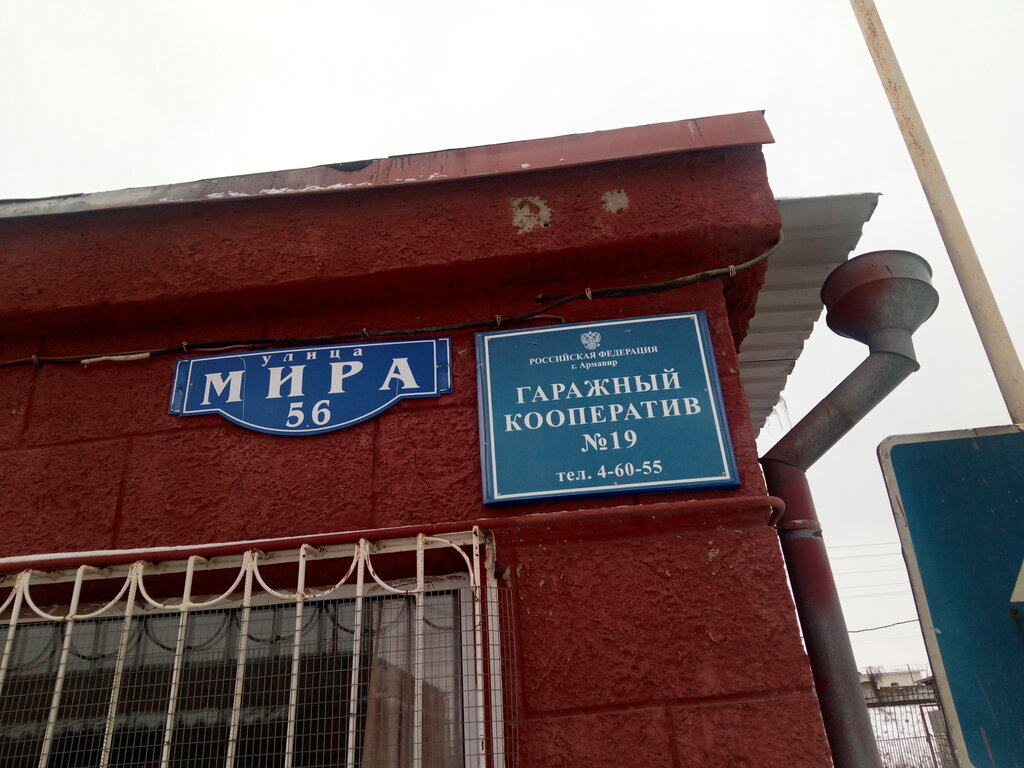 улица
МИРА
56
РОССИЙСКАЯ ФЕДЕРАЦИЯ
г. Армавир
ГАРАЖНЫЙ
КООПЕРАТИВ
№19
тел. 4-60-55